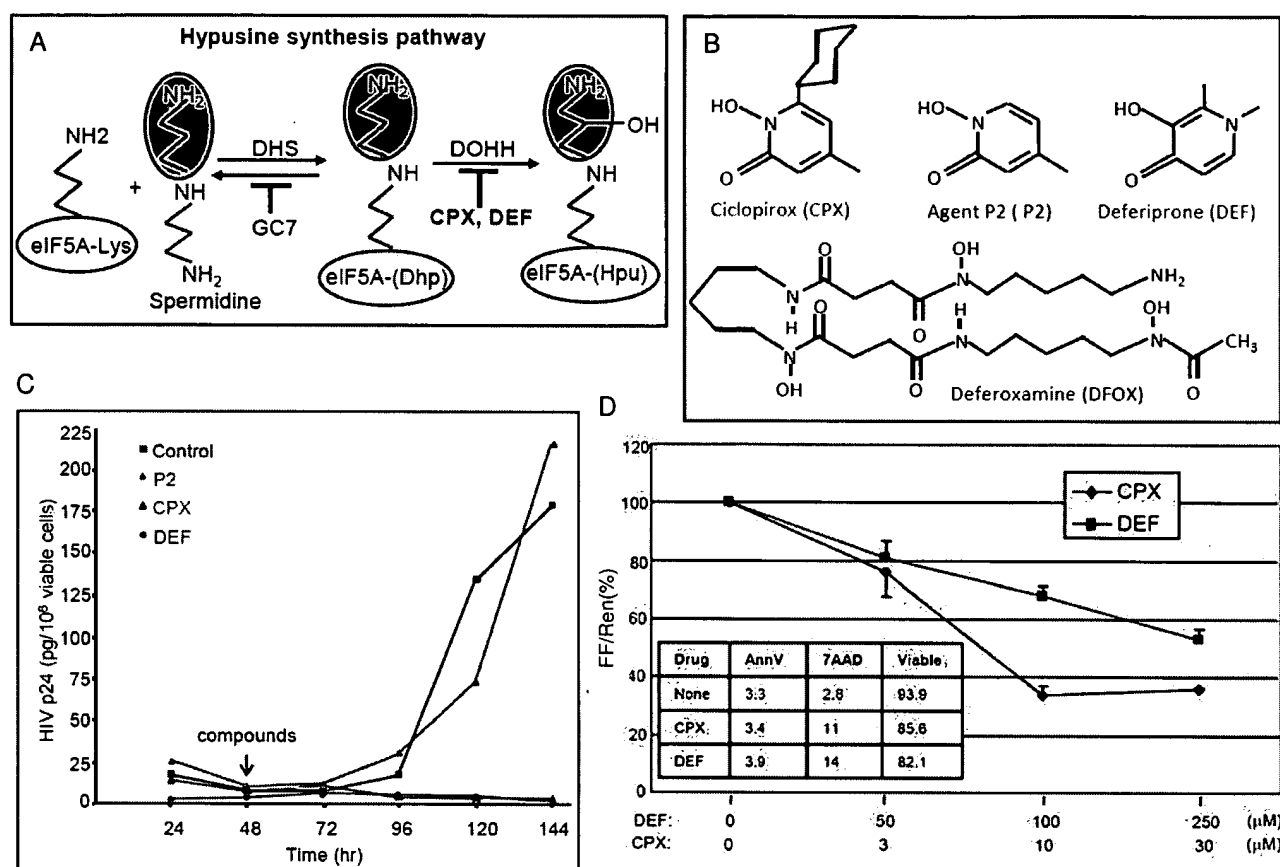 A
Hypusine synthesis pathway
NH2
NH2
NH2
NH2
OH
DHS
DOHH
+
NH
NH
NH
GC7
CPX, DEF
eIF5A-Lys
NH2
eIF5A-(Dhp)
eIF5A-(Hpu)
Spermidine
B
HO
N
O
Ciclopirox (CPX)
HO
N
O
Agent P2 ( P2)
HO
N
O
Deferiprone (DEF)
O
OH
N
H
O
N
NH2
O
H
N
OH
O
N
OH
N
CH3
O
Deferoxamine (DFOX)
C
HIV p24 (pg/10⁶ viable cells)
225
200
175
150
125
100
75
50
25
0
Control
P2
CPX
DEF
compounds
24 48 72 96 120 144
Time (hr)
D
FF/Ren(%)
120
100
80
60
40
20
0
CPX
DEF
Drug AnnV 7AAD Viable
None 3.3 2.8 93.9
CPX 3.4 11 85.6
DEF 3.9 14 82.1
DEF: 0 50 100 250 (µM)
CPX: 0 3 10 30 (µM)